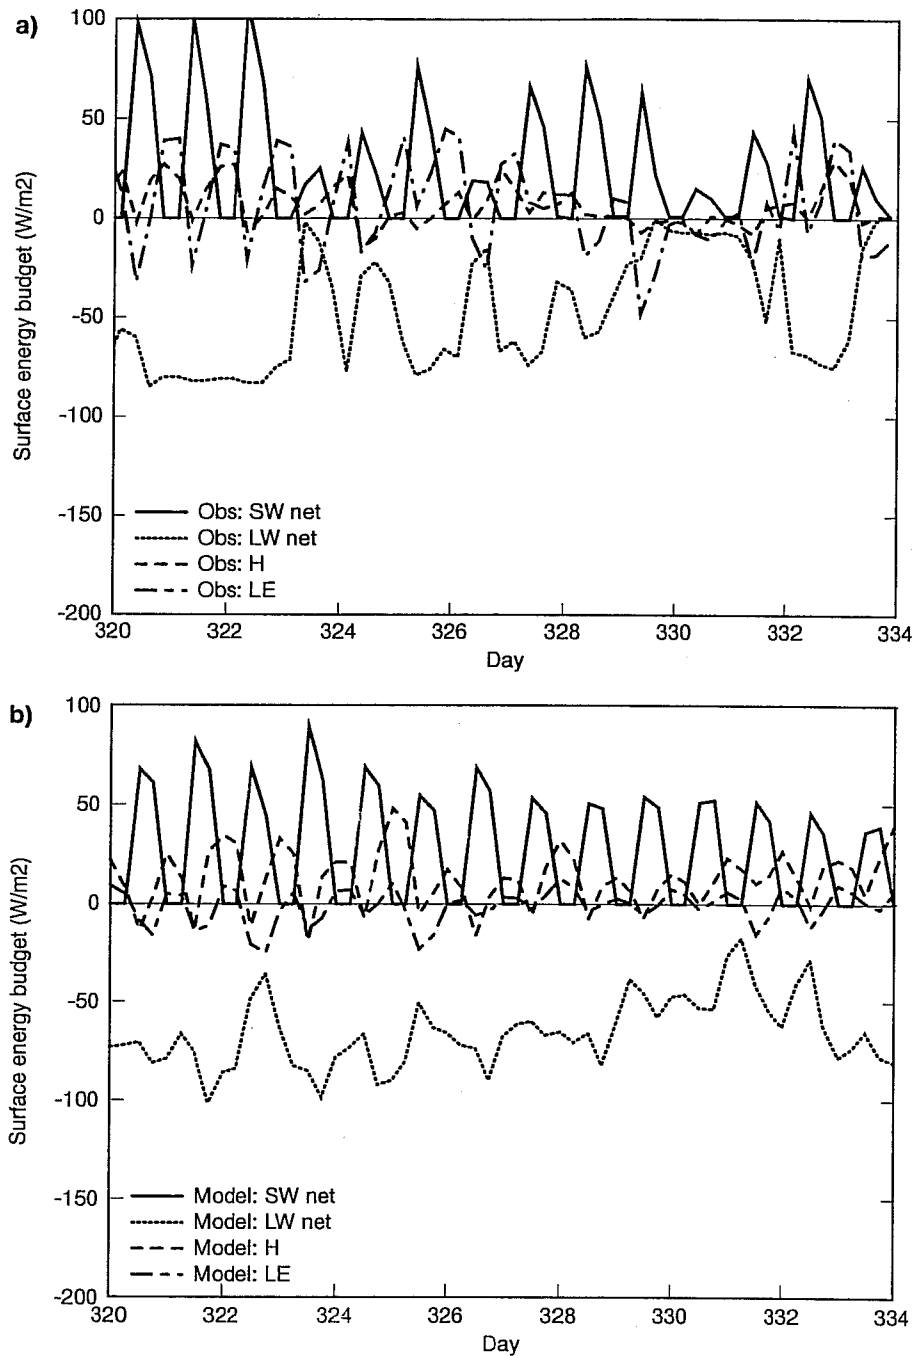 a)
100
50
0
-50
-100
-150
-200
Surface energy budget (W/m2)
Obs: SW net
Obs: LW net
Obs: H
Obs: LE
320 322 324 326 328 330 332 334
Day
b)
100
50
0
-50
-100
-150
-200
Surface energy budget (W/m2)
Model: SW net
Model: LW net
Model: H
Model: LE
320 322 324 326 328 330 332 334
Day